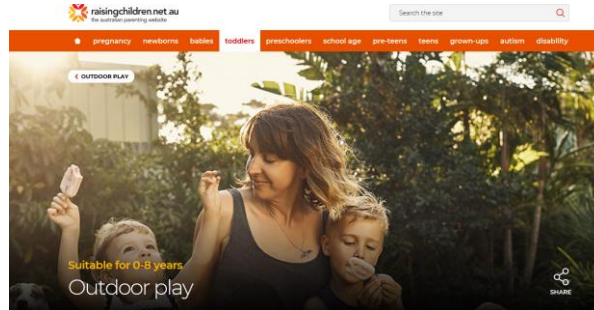 raisingchildren.net.au
the australian parenting website
Search the site
pregnancy newborns babies toddlers preschoolers school age pre-teens teens grown-ups autism disability
OUTDOOR PLAY
Suitable for 0-8 years
Outdoor play
SHARE